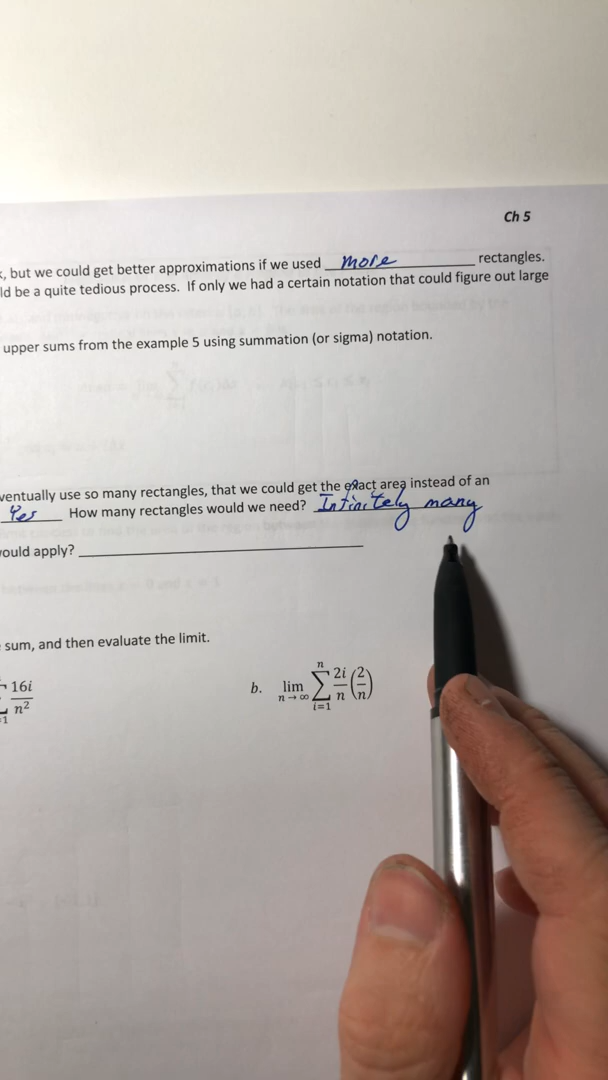 Ch 5
, but we could get better approximations if we used more rectangles.
ld be a quite tedious process. If only we had a certain notation that could figure out large
upper sums from the example 5 using summation (or sigma) notation.
ventually use so many rectangles, that we could get the exact area instead of an
Yes How many rectangles would we need? Infinitely many
would apply?
sum, and then evaluate the limit.
16i/n²
=1
b. lim n→∞ ∑ i=1 n 2i/n (2/n)